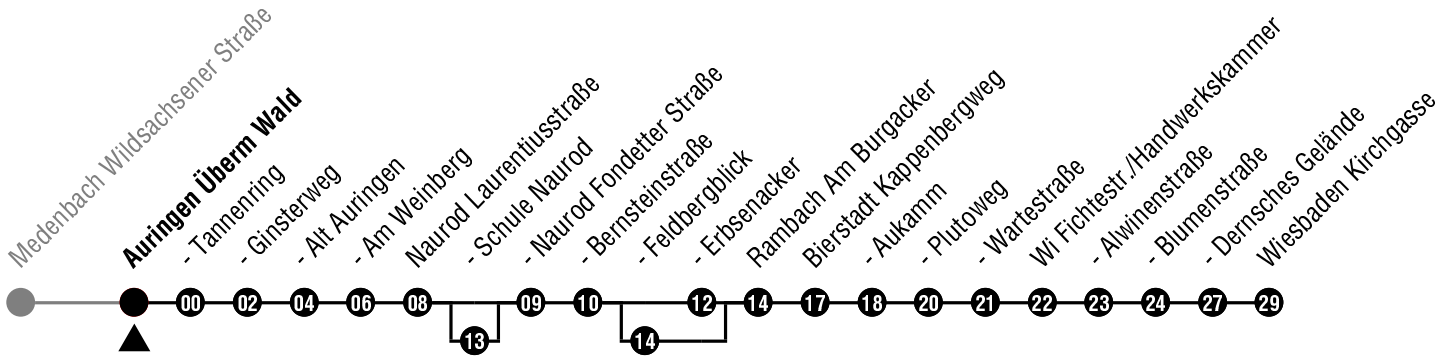 Medenbach Wildsachsener Straße
Auringen Überm Wald
- Tannenring
- Ginsterweg
- Alt Auringen
- Am Weinberg
Naurod Laurentiusstraße
- Schule Naurod
- Naurod Fondetter Straße
- Bernsteinstraße
- Feldbergblick
- Erbsenacker
Rambach Am Burgacker
Bierstadt Kappenbergweg
- Aukamm
- Plutoweg
- Wartestraße
Wi Fichtestr./Handwerkskammer
- Alwinenstraße
- Blumenstraße
- Dernsches Gelände
Wiesbaden Kirchgasse
00 02 04 06 08 09 10 12 14 17 18 20 21 22 23 24 27 29
13 14